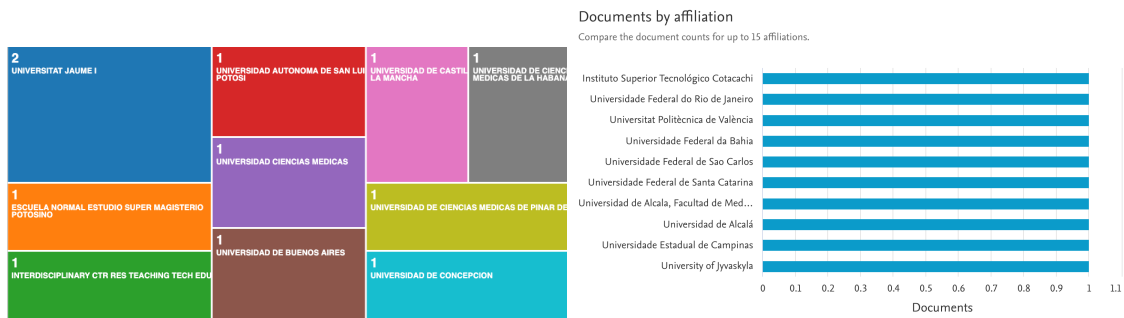 2
UNIVERSITAT JAUME I
1
UNIVERSIDAD AUTONOMA DE SAN LUI
POTOSI
1
UNIVERSIDAD DE CASTIL
LA MANCHA
1
UNIVERSIDAD DE CIENCI
MEDICAS DE LA HABANA
1
UNIVERSIDAD CIENCIAS MEDICAS
1
ESCUELA NORMAL ESTUDIO SUPER MAGISTERIO
POTOSINO
1
UNIVERSIDAD DE CIENCIAS MEDICAS DE PINAR DE
1
UNIVERSIDAD DE BUENOS AIRES
1
INTERDISCIPLINARY CTR RES TEACHING TECH EDU
1
UNIVERSIDAD DE CONCEPCION
Documents by affiliation
Compare the document counts for up to 15 affiliations.
Instituto Superior Tecnológico Cotacachi
Universidade Federal do Rio de Janeiro
Universitat Politècnica de València
Universidade Federal da Bahia
Universidade Federal de Sao Carlos
Universidade Federal de Santa Catarina
Universidad de Alcala, Facultad de Med...
Universidad de Alcalá
Universidade Estadual de Campinas
University of Jyvaskyla
0 0.1 0.2 0.3 0.4 0.5 0.6 0.7 0.8 0.9 1 1.1
Documents